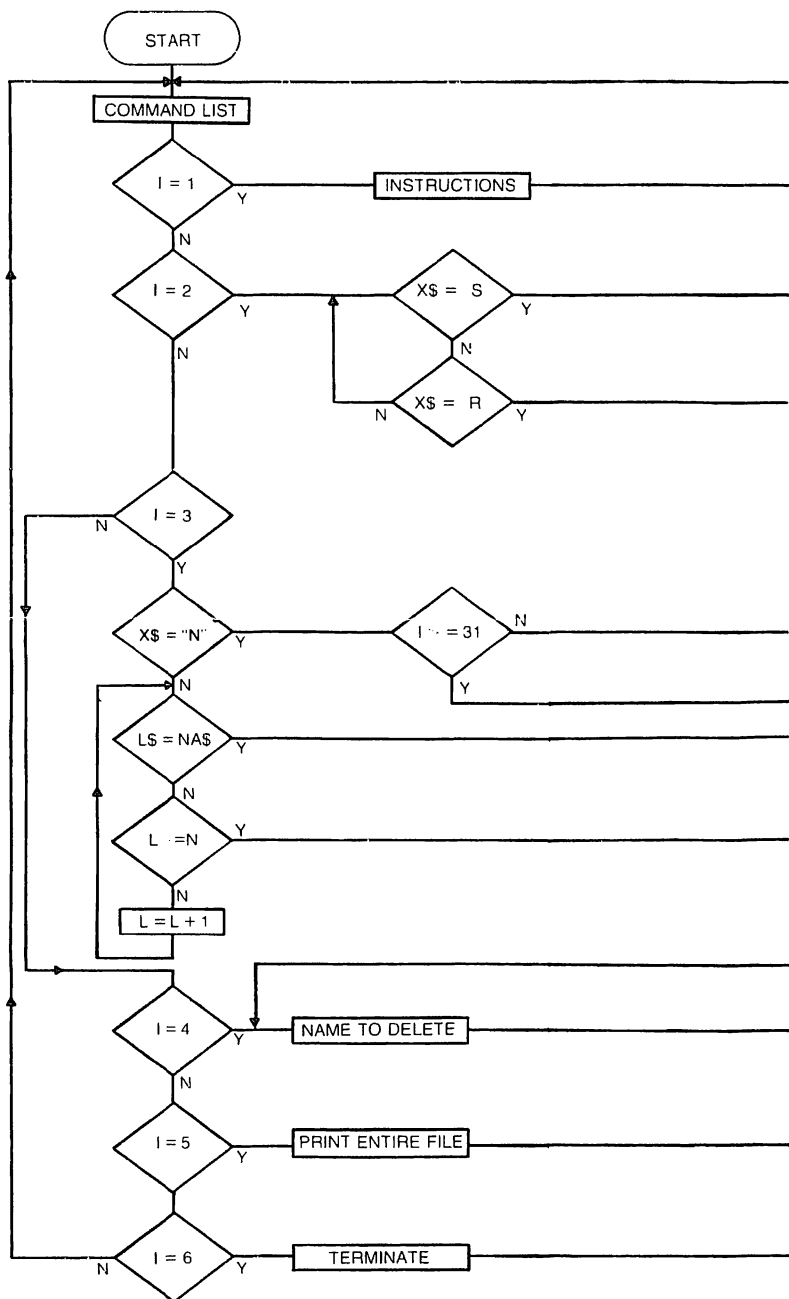 START
COMMAND LIST
I = 1
Y
INSTRUCTIONS
N
I = 2
Y
X$ = S
Y
N
N
X$ = R
N
Y
I = 3
N
Y
X$ = "N"
Y
I = 31
N
N
Y
L$ = NA$
Y
N
L =N
Y
N
L = L + 1
I = 4
Y
NAME TO DELETE
N
I = 5
Y
PRINT ENTIRE FILE
I = 6
N
Y
TERMINATE